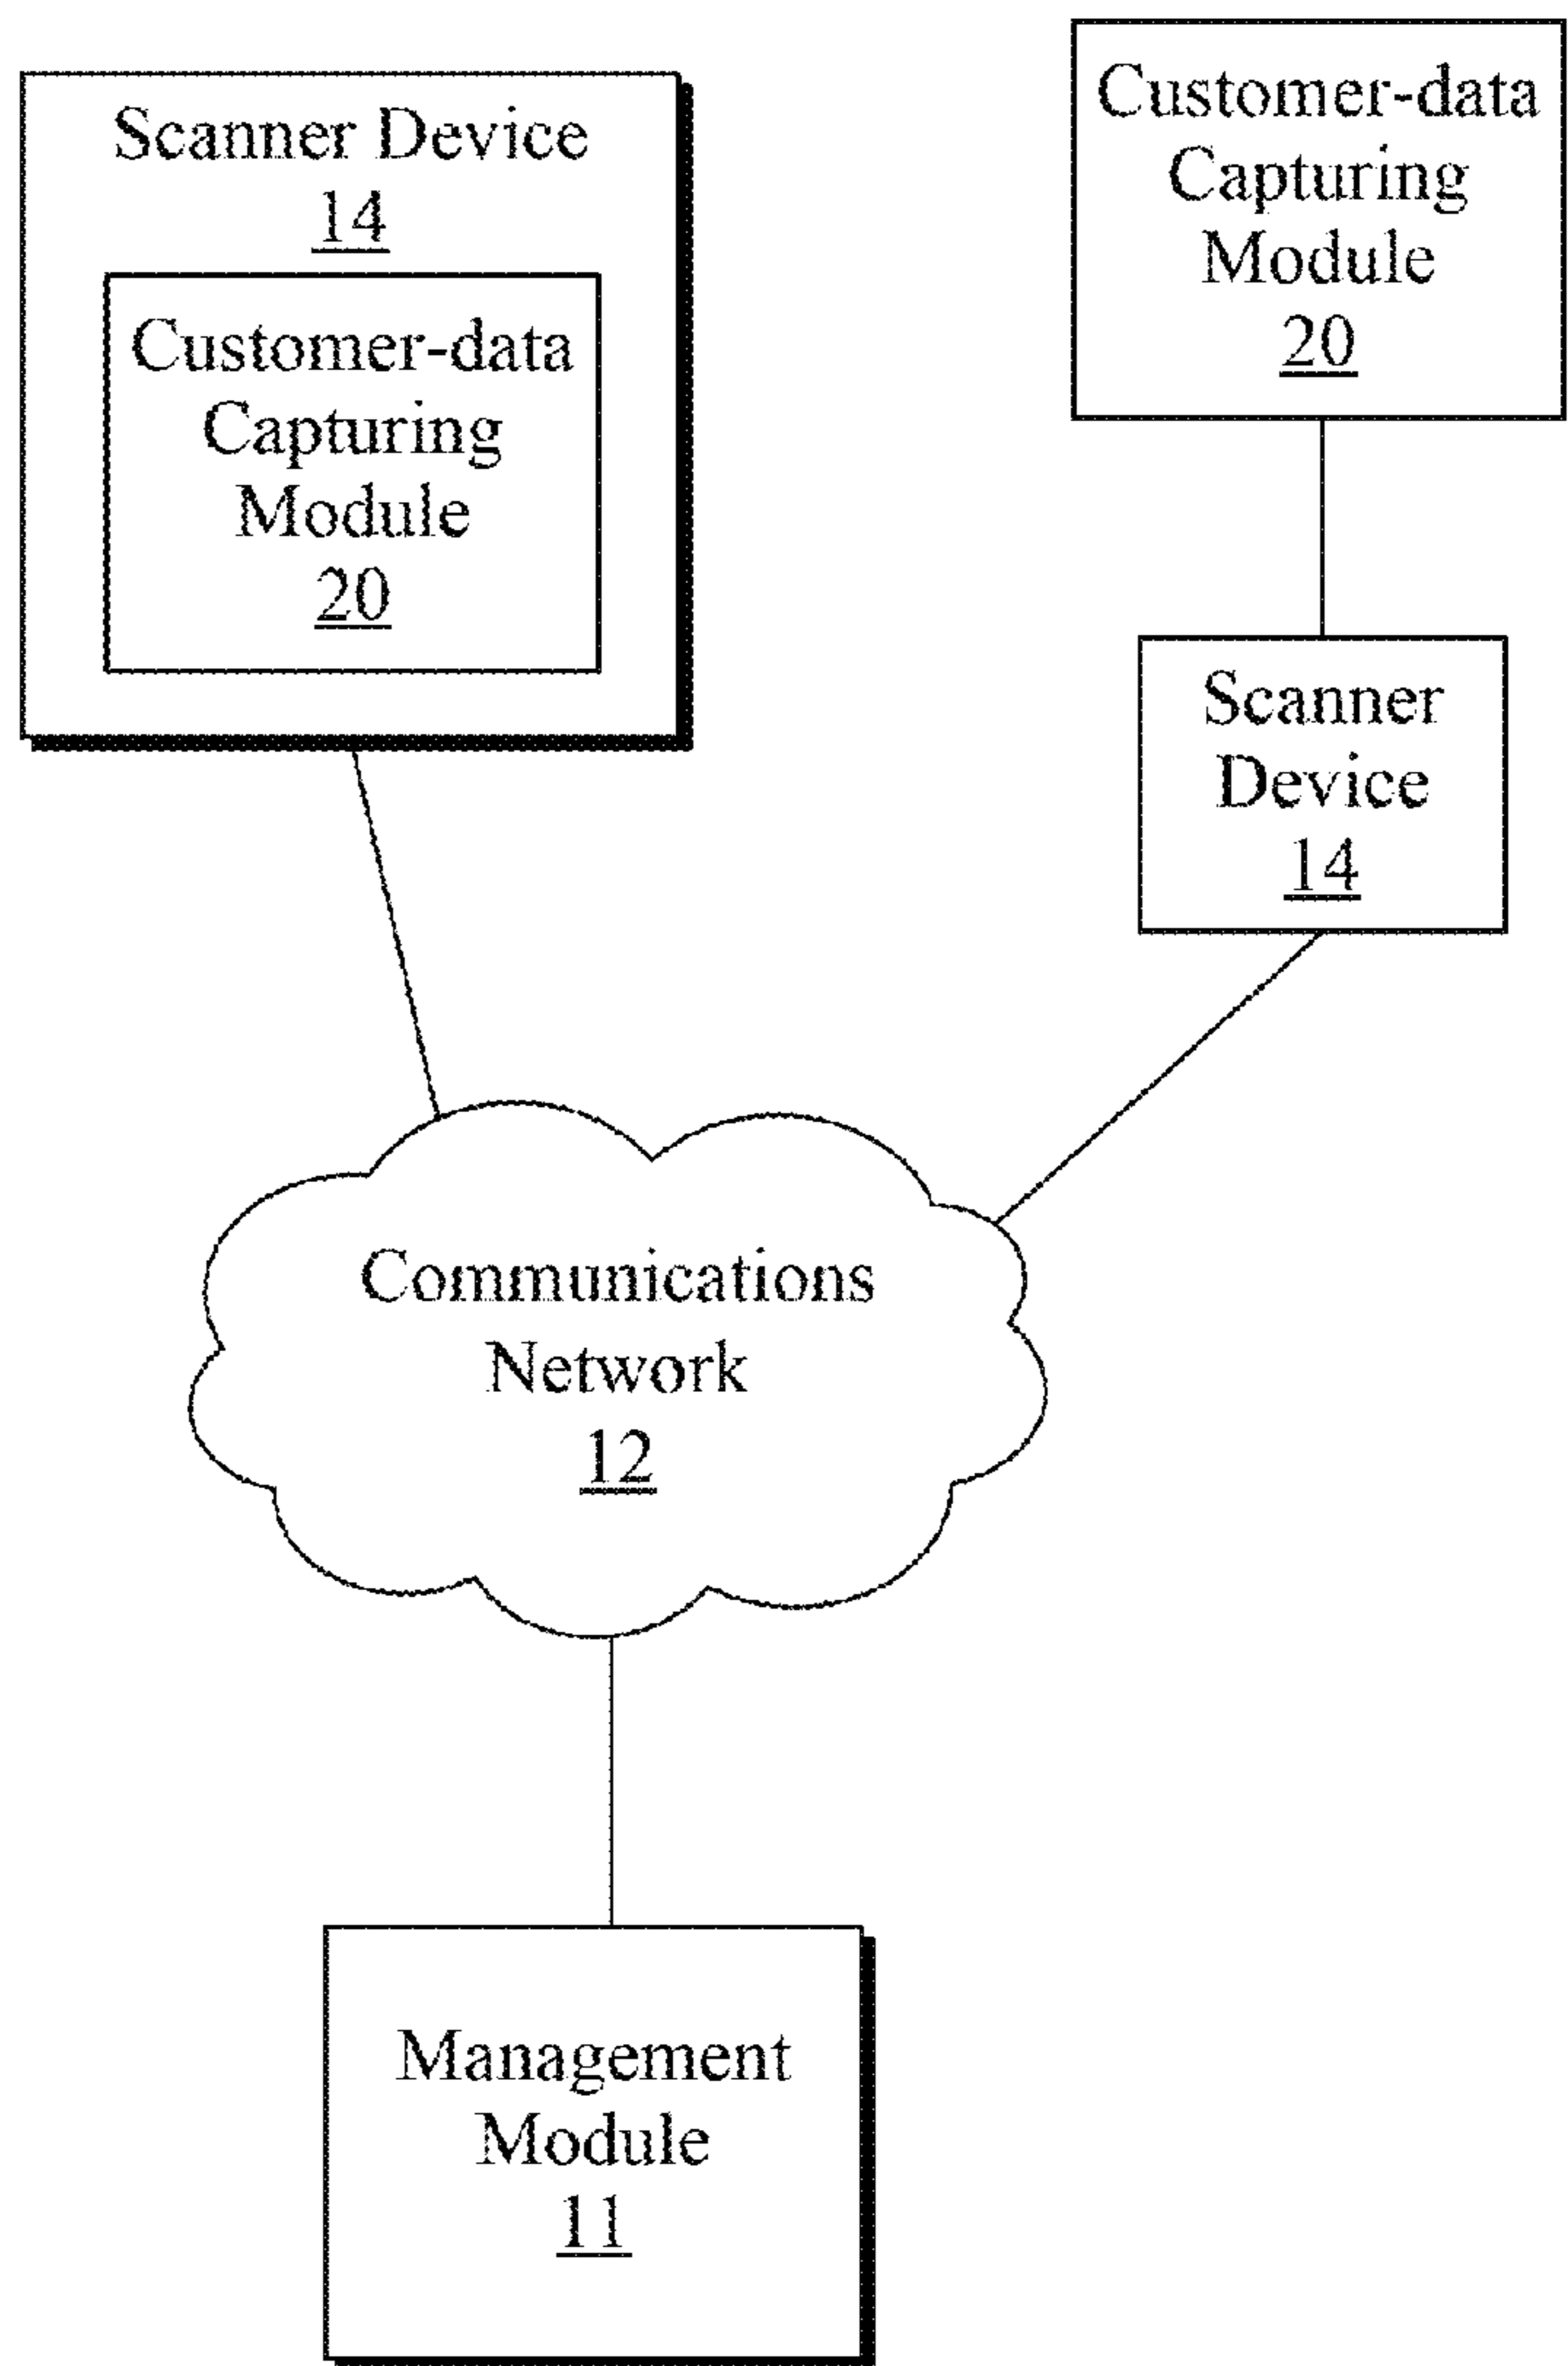 Scanner Device
14
Customer-data
Capturing
Module
20
Customer-data
Capturing
Module
20
Scanner
Device
14
Communications
Network
12
Management
Module
11